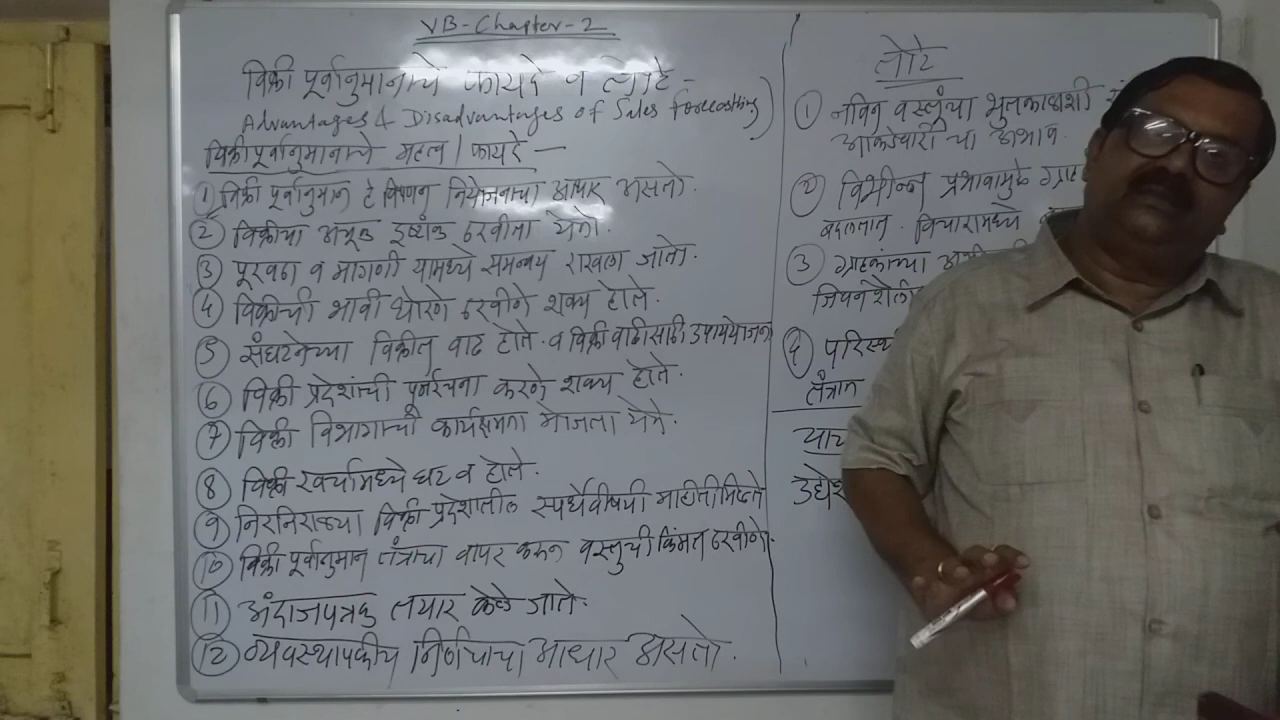 VB-Chapter-2
विक्री पूर्वानुमानाचे फायदे व तोटे -
Advantages & Disadvantages of Sales Forecasting)
विक्रीपूर्वानुमानाचे महत्व / फायदे —
① विक्री पूर्वानुमान हे विपणन नियोजनाचा आधार असतो.
② विक्रीचा अचूक इष्टांक ठरवीता येतो.
③ पूरवठा व मागणी यामध्ये समन्वय राखला जातो.
④ विक्रीची भावी धोरणे ठरवीणे शक्य होते.
⑤ संघटनेच्या विक्रीत वाढ होते. व विक्री वाढीसाठी उपाययोजना
⑥ विक्री प्रदेशांची पूनर्रचना करणे शक्य होते.
⑦ विक्री विभागाची कार्यक्षमता मोजता येते.
⑧ विक्री खर्चामध्ये घट व होते.
⑨ निरनिराळ्या विक्री प्रदेशातील स्पर्धेवीषयी माहीती मिळते
⑩ विक्री पूर्वानुमान तंत्राचा वापर करून वस्तुची किंमत ठरवीणे.
⑪ अंदाजपत्रक तयार केले जाते.
⑫ व्यवस्थापकीय निर्णयाचा आधार असतो.
तोटे
① नविन वस्तूंचा भुतकाळाशी
आकडेवारी चा अभाव.
② विभीन्न प्रभावामुळे
बदलतात. विचारामध्ये
③ ग्राहकांच्या
जिवनशैली
④
तंत्रात